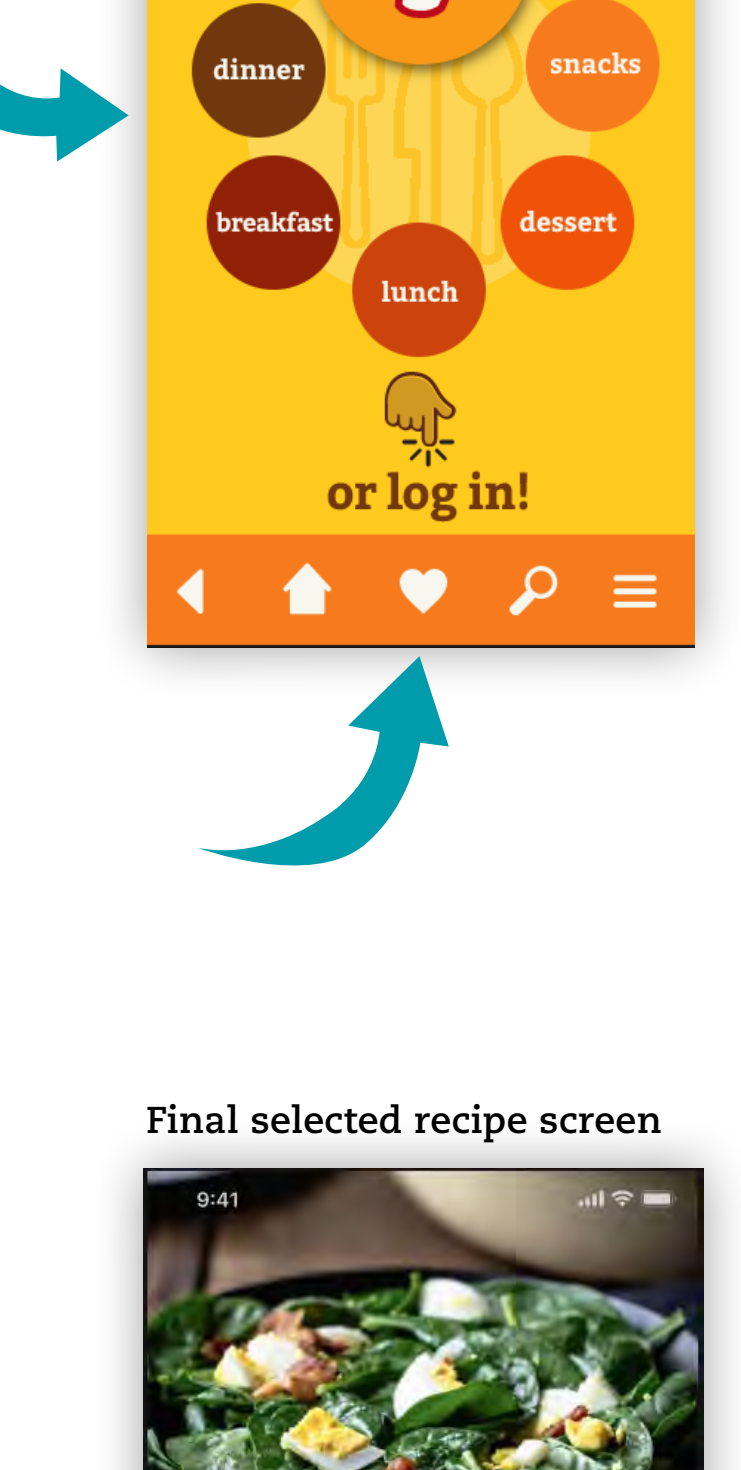 snacks
dinner
breakfast
dessert
lunch
or log in!
Final selected recipe screen
9:41